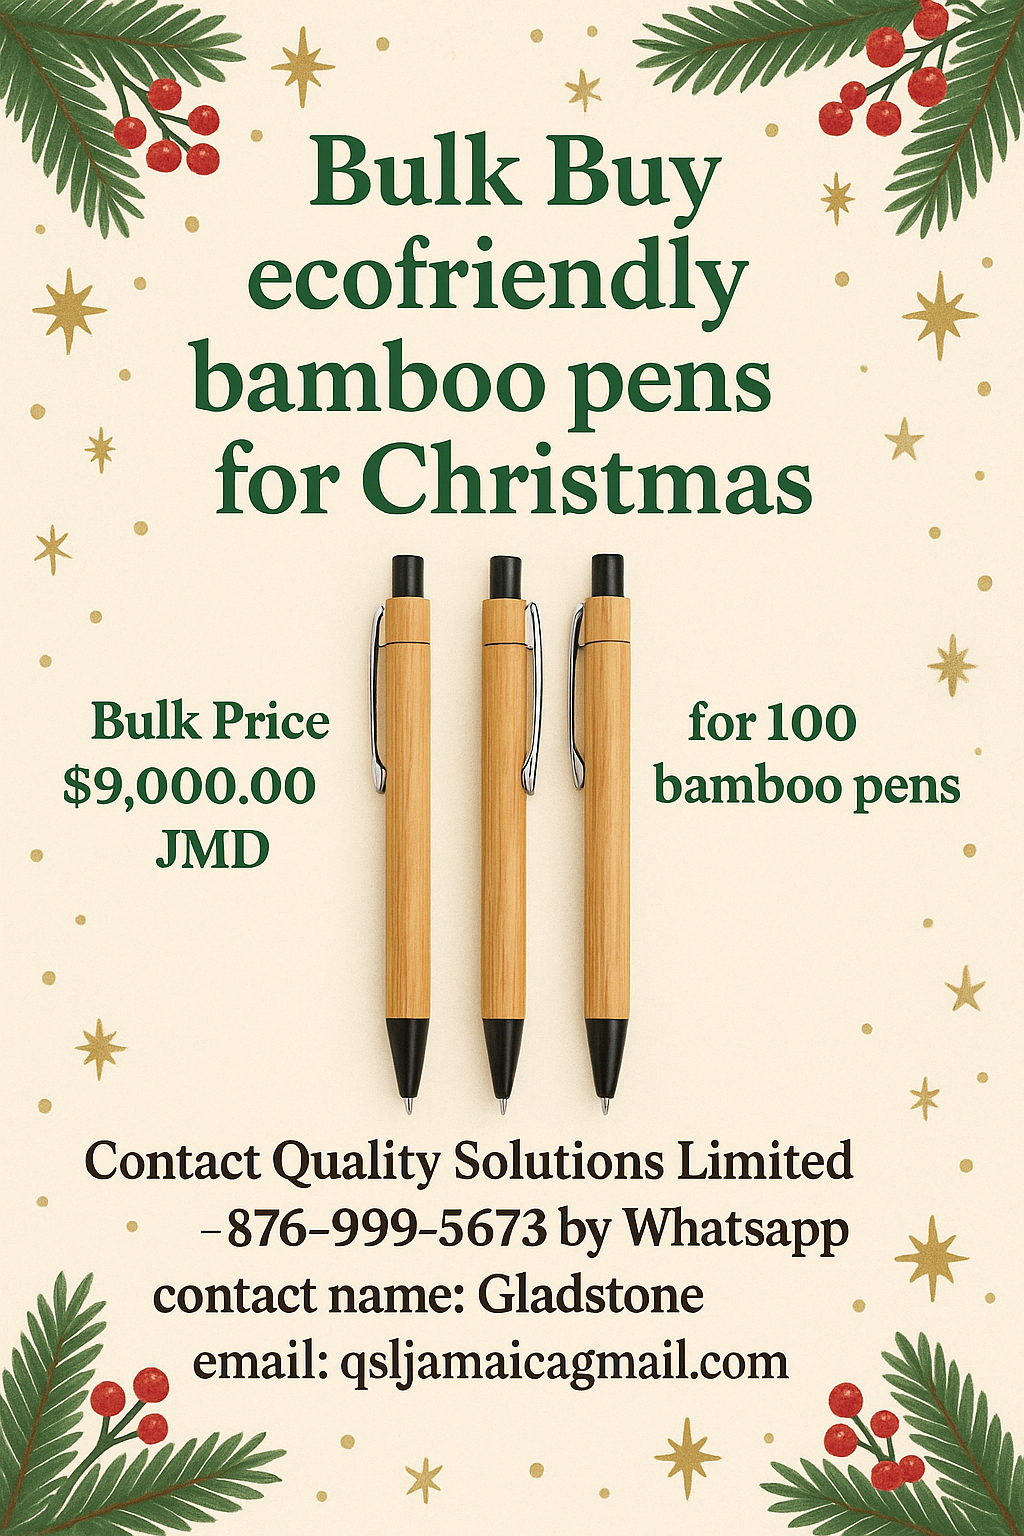 Bulk Buy
ecofriendly
bamboo pens
for Christmas
Bulk Price
$9,000.00
JMD
for 100
bamboo pens
Contact Quality Solutions Limited
–876–999–5673 by Whatsapp
contact name: Gladstone
email: qsljamaicagmail.com